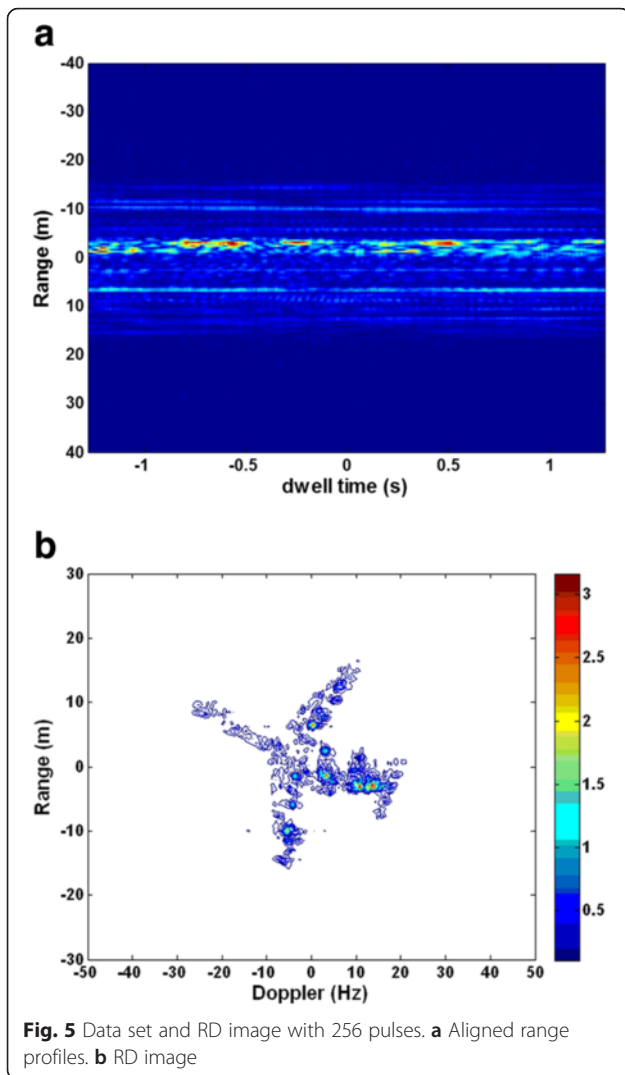 a
-40
-30
-20
-10
0
10
20
30
40
Range (m)
-1 -0.5 0 0.5 1
dwell time (s)
b
30
20
10
0
-10
-20
-30
Range (m)
-50 -40 -30 -20 -10 0 10 20 30 40 50
Doppler (Hz)
3
2.5
2
1.5
1
0.5
Fig. 5 Data set and RD image with 256 pulses. a Aligned range
profiles. b RD image